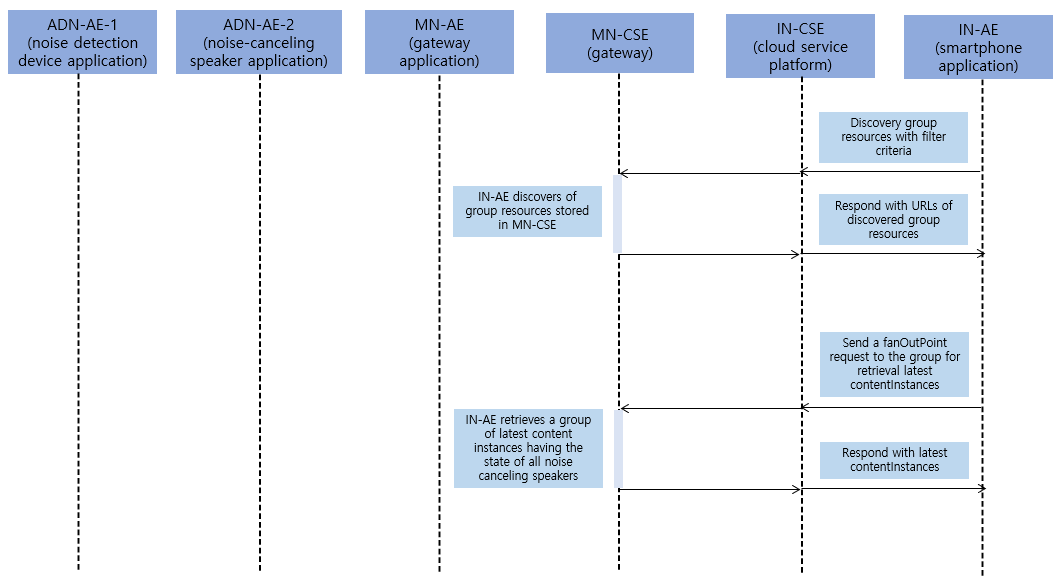 ADN-AE-1
(noise detection
device application)
ADN-AE-2
(noise-canceling
speaker application)
MN-AE
(gateway
application)
MN-CSE
(gateway)
IN-CSE
(cloud service
platform)
IN-AE
(smartphone
application)
Discovery group
resources with filter
criteria
IN-AE discovers of
group resources stored
in MN-CSE
Respond with URLs of
discovered group
resources
Send a fanOutPoint
request to the group for
retrieval latest
contentInstances
IN-AE retrieves a group
of latest content
instances having the
state of all noise
canceling speakers
Respond with latest
contentInstances